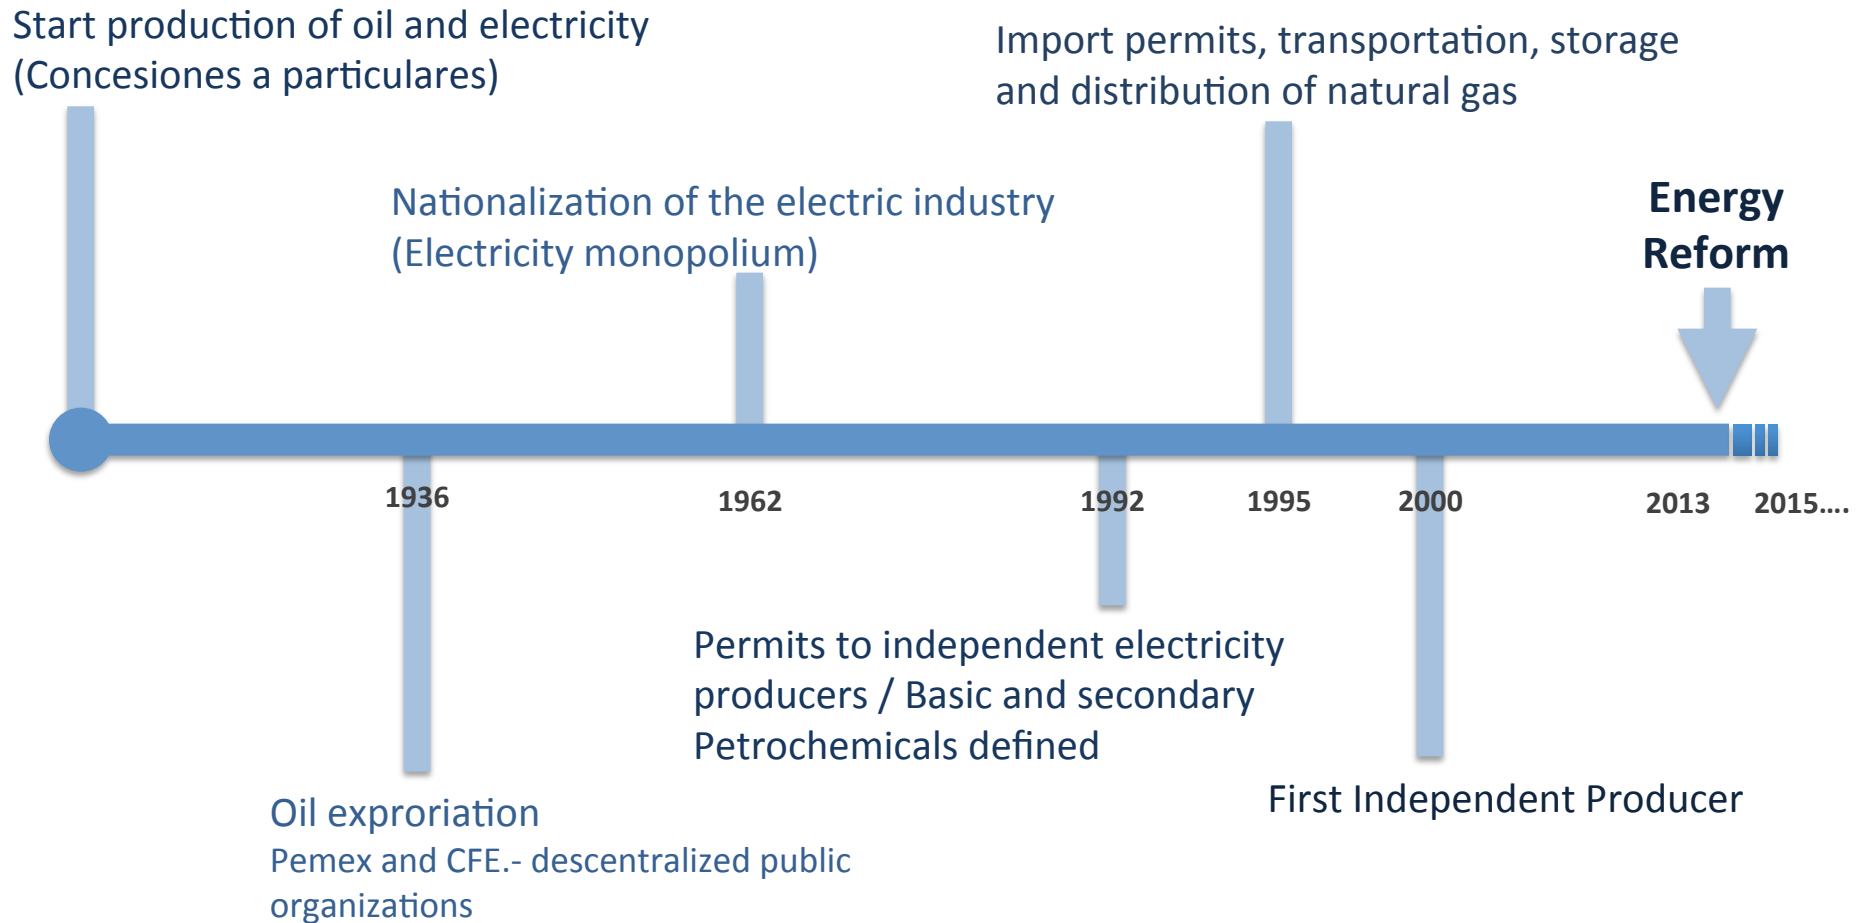 Start production of oil and electricity
(Concesiones a particulares)
Import permits, transportation, storage
and distribution of natural gas
Nationalization of the electric industry
(Electricity monopolium)
Energy
Reform
1936
1962
1992
1995
2000
2013
2015....
Permits to independent electricity
producers / Basic and secondary
Petrochemicals defined
First Independent Producer
Oil exproriation
Pemex and CFE.- descentralized public
organizations